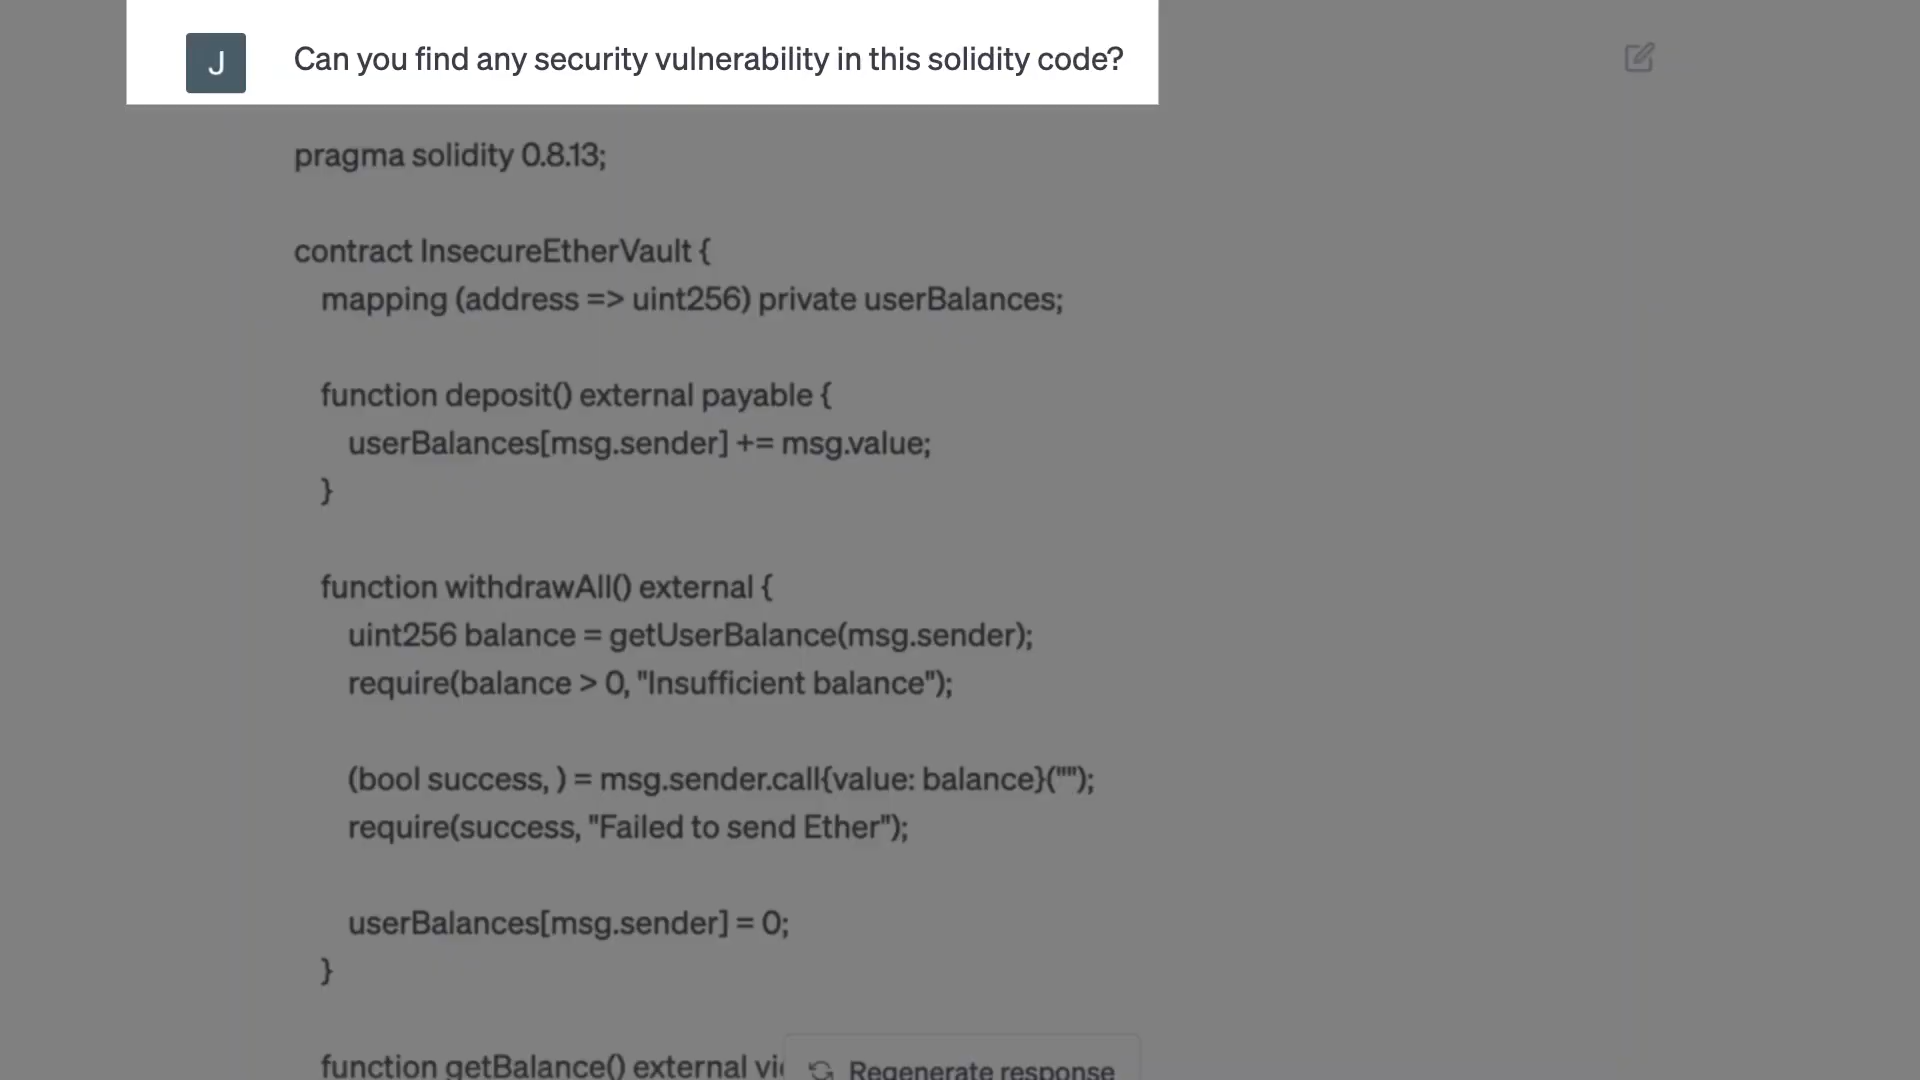 J
Can you find any security vulnerability in this solidity code?
pragma solidity 0.8.13;
contract InsecureEtherVault {
mapping (address => uint256) private userBalances;
function deposit() external payable {
userBalances[msg.sender] += msg.value;
}
function withdrawAll() external {
uint256 balance = getUserBalance(msg.sender);
require(balance > 0, "Insufficient balance");
(bool success, ) = msg.sender.call{value: balance}("");
require(success, "Failed to send Ether");
userBalances[msg.sender] = 0;
}
function getBalance() external
Regenerate response